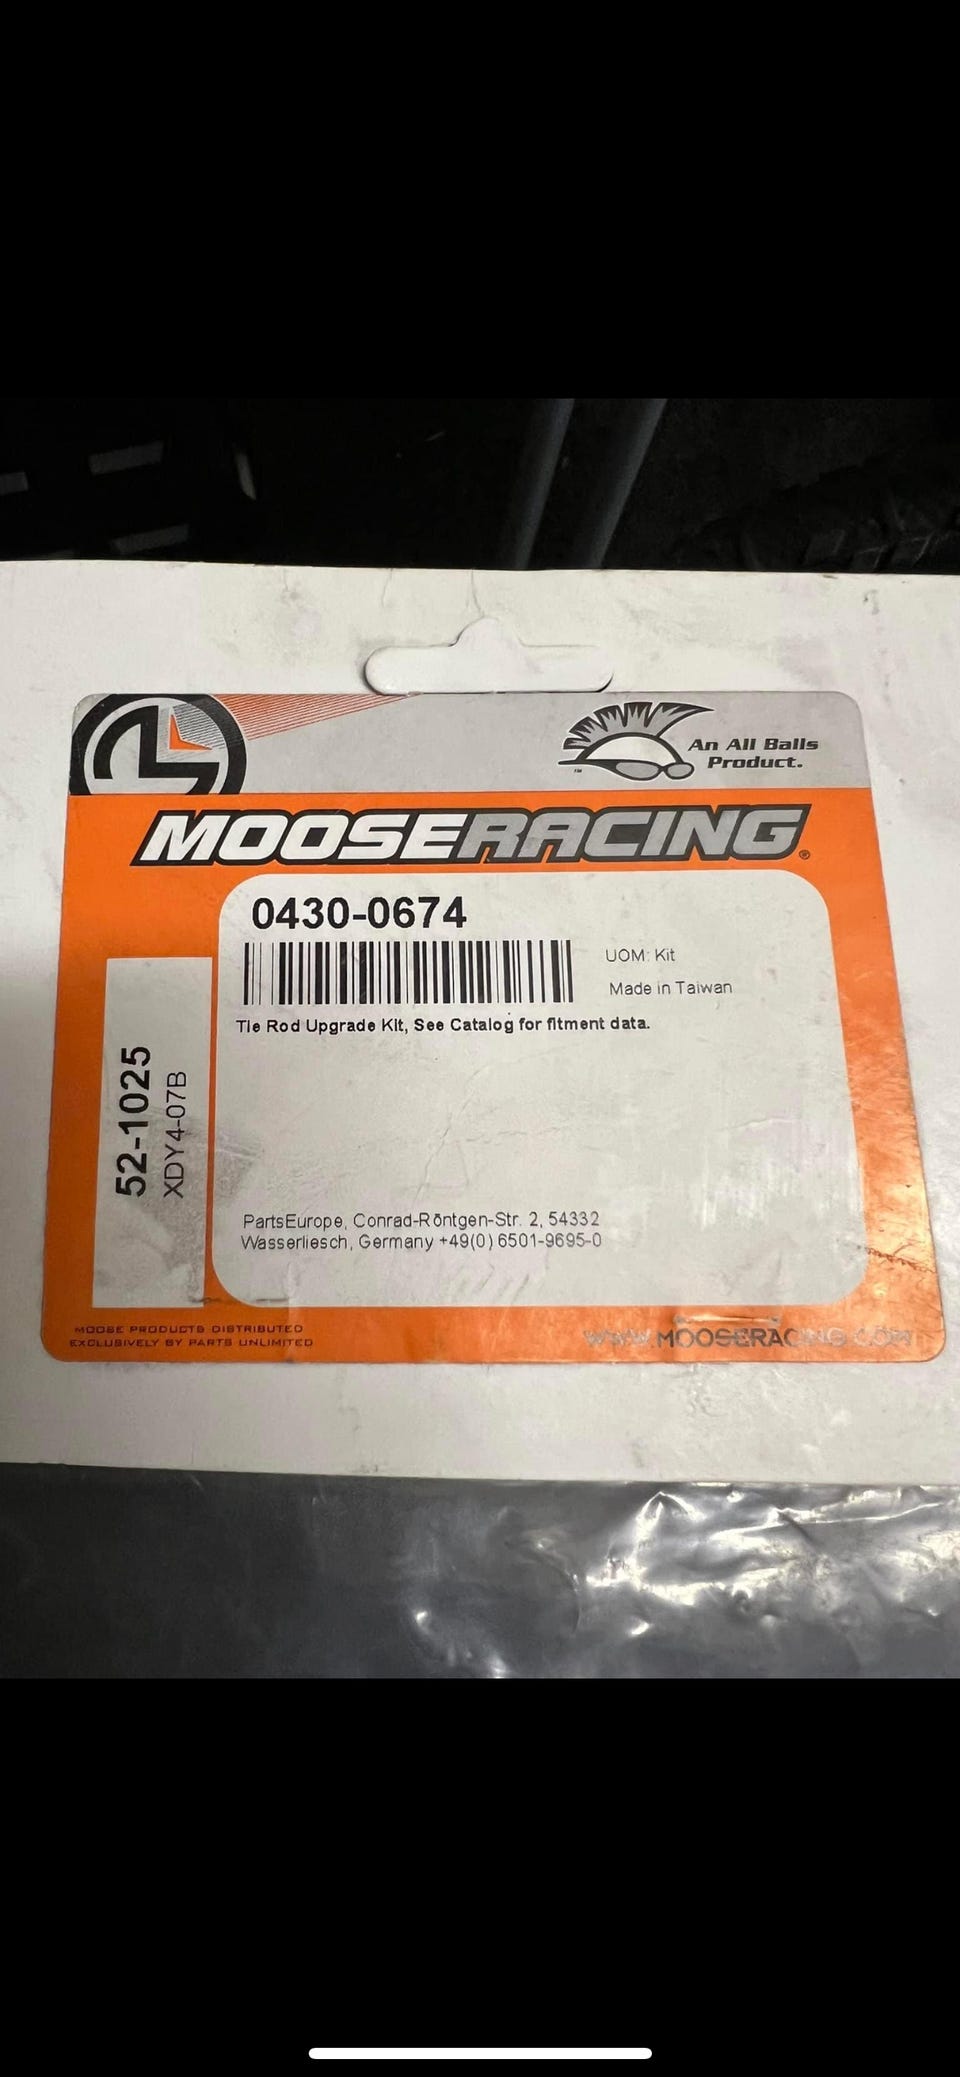 An All Balls
Product.
™
MOOSERACING®
0430-0674
UOM: Kit
Made in Taiwan
Tie Rod Upgrade Kit, See Catalog for fitment data.
52-1025
XDY4-07B
PartsEurope, Conrad-Röntgen-Str. 2, 54332
Wasserliesch, Germany +49(0) 6501-9695-0
MOOSE PRODUCTS DISTRIBUTED
EXCLUSIVELY BY PARTS UNLIMITED
WWW.MOOSERACING.COM